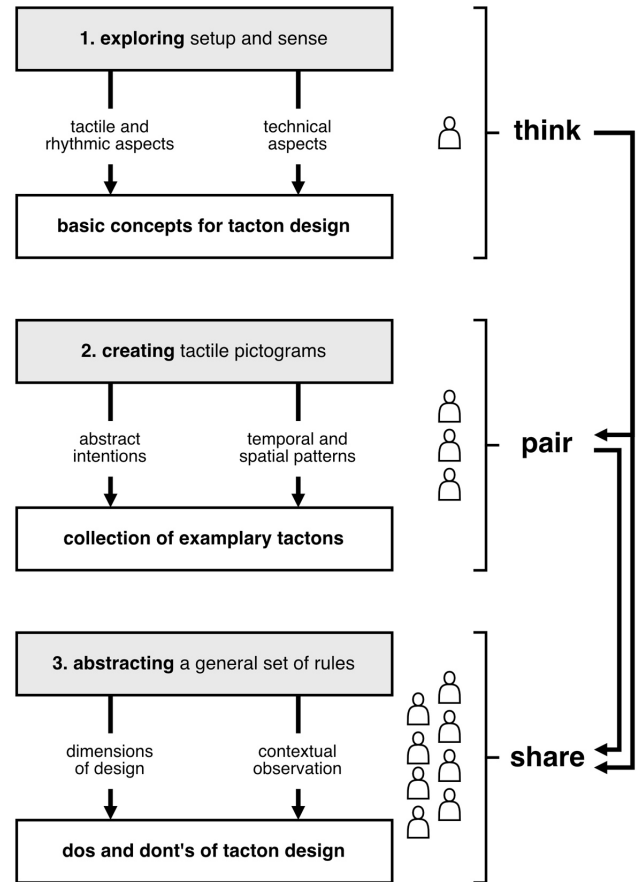 1. exploring setup and sense
tactile and
rhythmic aspects
technical
aspects
basic concepts for tacton design
think
2. creating tactile pictograms
abstract
intentions
temporal and
spatial patterns
collection of examplary tactons
pair
3. abstracting a general set of rules
dimensions
of design
contextual
observation
dos and dont's of tacton design
share